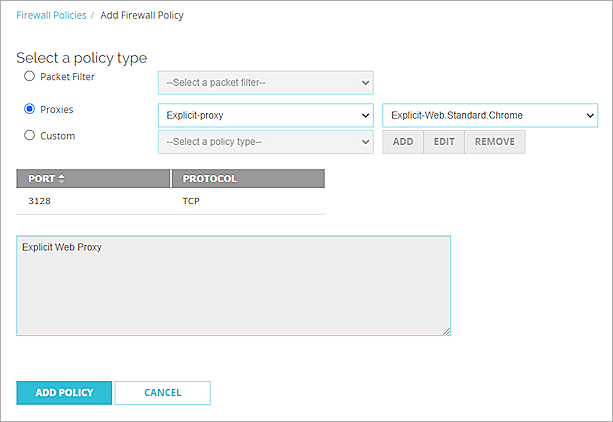 Firewall Policies / Add Firewall Policy
Select a policy type
Packet Filter --Select a packet filter--
Proxies Explicit-proxy Explicit-Web.Standard.Chrome
Custom --Select a policy type-- ADD EDIT REMOVE
PORT PROTOCOL
3128 TCP
Explicit Web Proxy
ADD POLICY CANCEL